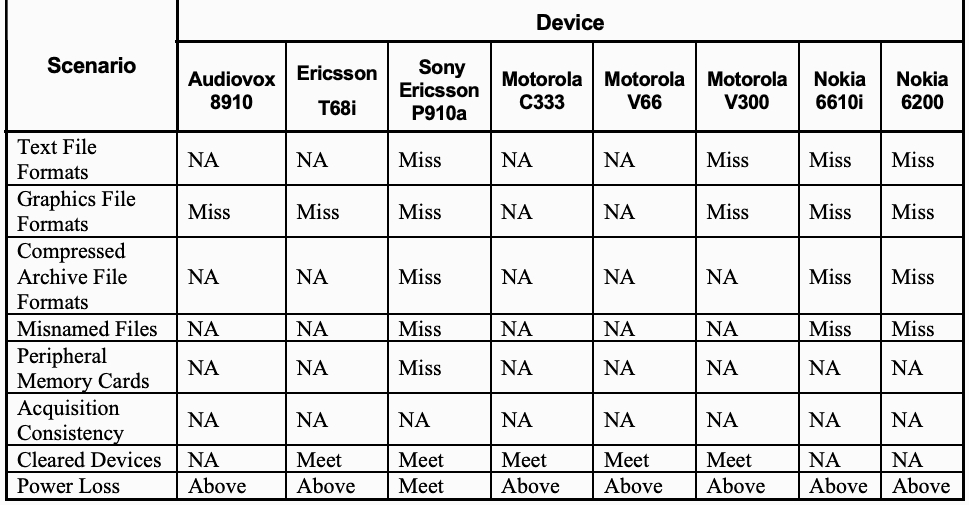 Scenario Device
Audiovox 8910 Ericsson T68i Sony Ericsson P910a Motorola C333 Motorola V66 Motorola V300 Nokia 6610i Nokia 6200
Text File Formats NA NA Miss NA NA Miss Miss Miss
Graphics File Formats Miss Miss Miss NA NA Miss Miss Miss
Compressed Archive File Formats NA NA Miss NA NA NA Miss Miss
Misnamed Files NA NA Miss NA NA NA Miss Miss
Peripheral Memory Cards NA NA Miss NA NA NA NA NA
Acquisition Consistency NA NA NA NA NA NA NA NA
Cleared Devices NA Meet Meet Meet Meet Meet NA NA
Power Loss Above Above Meet Above Above Above Above Above